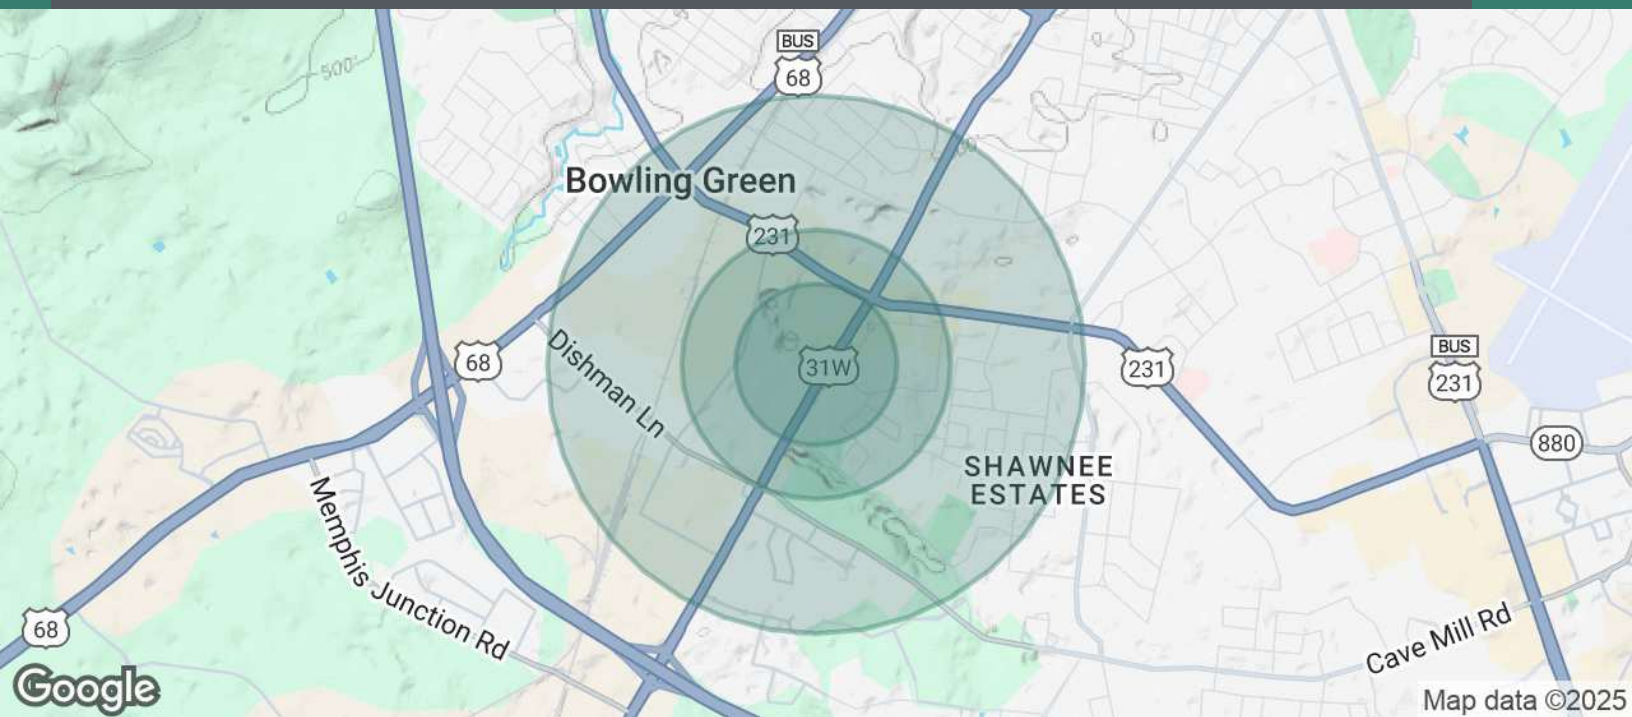 500'
BUS
68
Bowling Green
231
68
Dishman Ln
31W
231
BUS
231
880
SHAWNEE
ESTATES
Memphis Junction Rd
68
Cave Mill Rd
Google
Map data ©2025